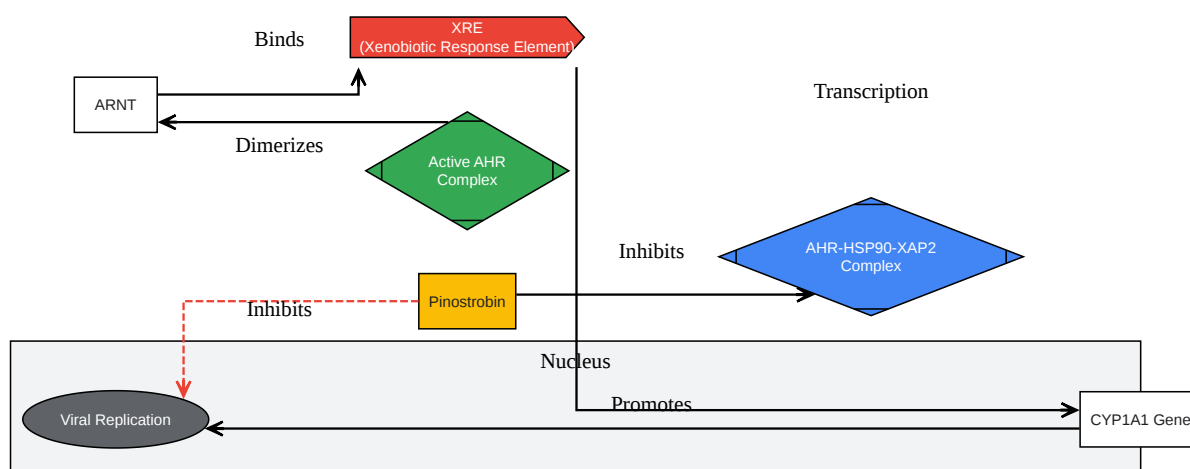 XRE
(Xenobiotic Response Element)
Binds
Transcription
ARNT
Dimerizes
Active AHR
Complex
Inhibits
AHR-HSP90-XAP2
Complex
Pinostrobin
Inhibits
Nucleus
Promotes
Viral Replication
CYP1A1 Gene